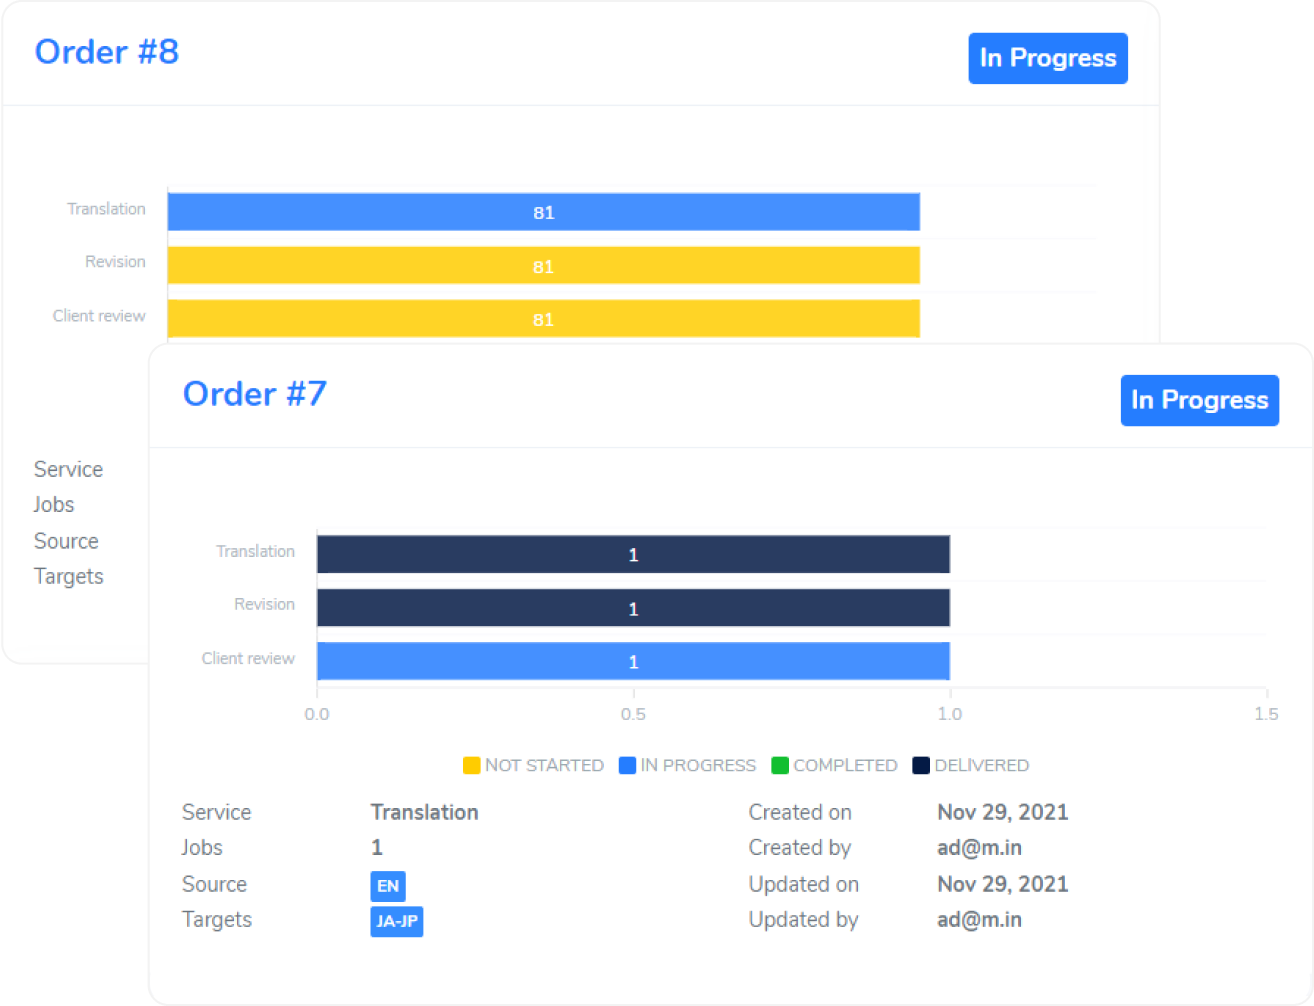 Order #8
In Progress
Translation 81
Revision 81
Client review 81
Service
Jobs
Source
Targets
Order #7
In Progress
Translation 1
Revision 1
Client review 1
0.0 0.5 1.0 1.5
NOT STARTED IN PROGRESS COMPLETED DELIVERED
Service Translation Created on Nov 29, 2021
Jobs 1 Created by ad@m.in
Source EN Updated on Nov 29, 2021
Targets JA-JP Updated by ad@m.in